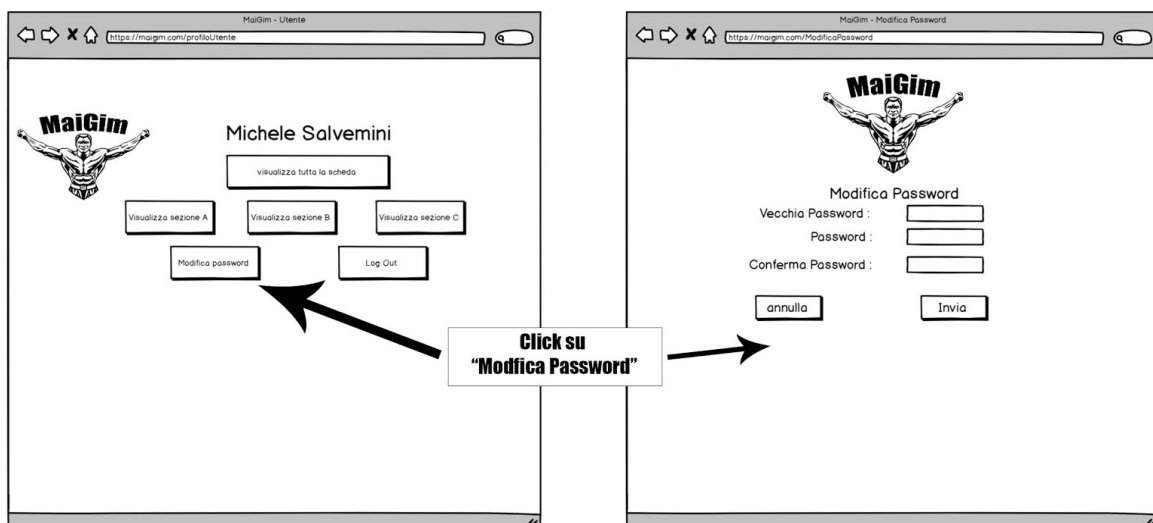 MaiGim - Utente
https://maigim.com/profiloUtente
MaiGim
Michele Salvemini
visualizza tutta la scheda
Visualizza sezione A
Visualizza sezione B
Visualizza sezione C
Modifica password
Log Out
Click su
“Modfica Password”
MaiGim - Modifica Password
https://maigim.com/ModificaPassword
MaiGim
Modifica Password
Vecchia Password :
Password :
Conferma Password :
annulla
Invia